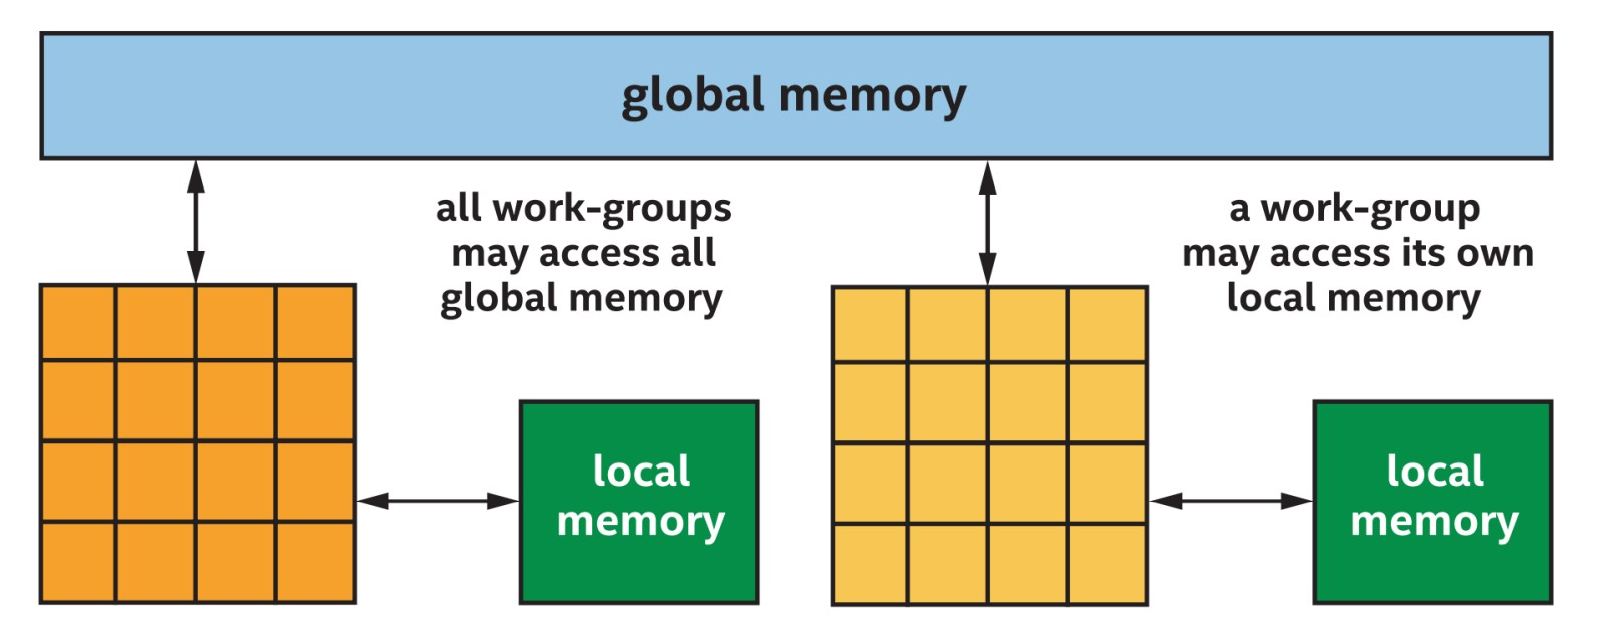 global memory
all work-groups
may access all
global memory
a work-group
may access its own
local memory
local
memory
local
memory